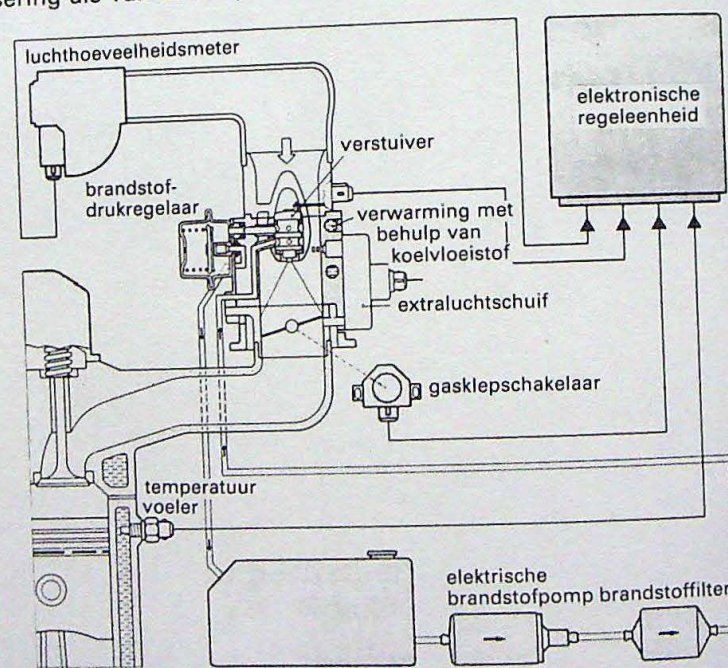 luchthoeveelheidsmeter
elektronische
regeleenheid
verstuiver
brandstof-
drukregelaar
verwarming met
behulp van
koelvloeistof
extraluchtschuif
gasklepschakelaar
temperatuur
voeler
elektrische
brandstofpomp brandstoffilter